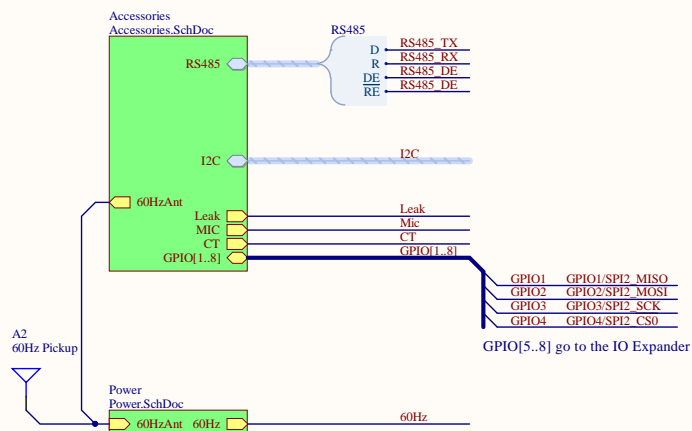 Accessories
Accessories.SchDoc
RS485
RS485
D
RS485_TX
R
RS485_RX
DE
RS485_DE
RE
RS485_DE
I2C
I2C
60HzAnt
Leak
Leak
MIC
Mic
CT
CT
GPIO[1..8]
GPIO[1..8]
GPIO1 GPIO1/SPI2_MISO
GPIO2 GPIO2/SPI2_MOSI
GPIO3 GPIO3/SPI2_SCK
GPIO4 GPIO4/SPI2_CS0
GPIO[5..8] go to the IO Expander
A2
60Hz Pickup
Power
Power.SchDoc
60HzAnt 60Hz
60Hz